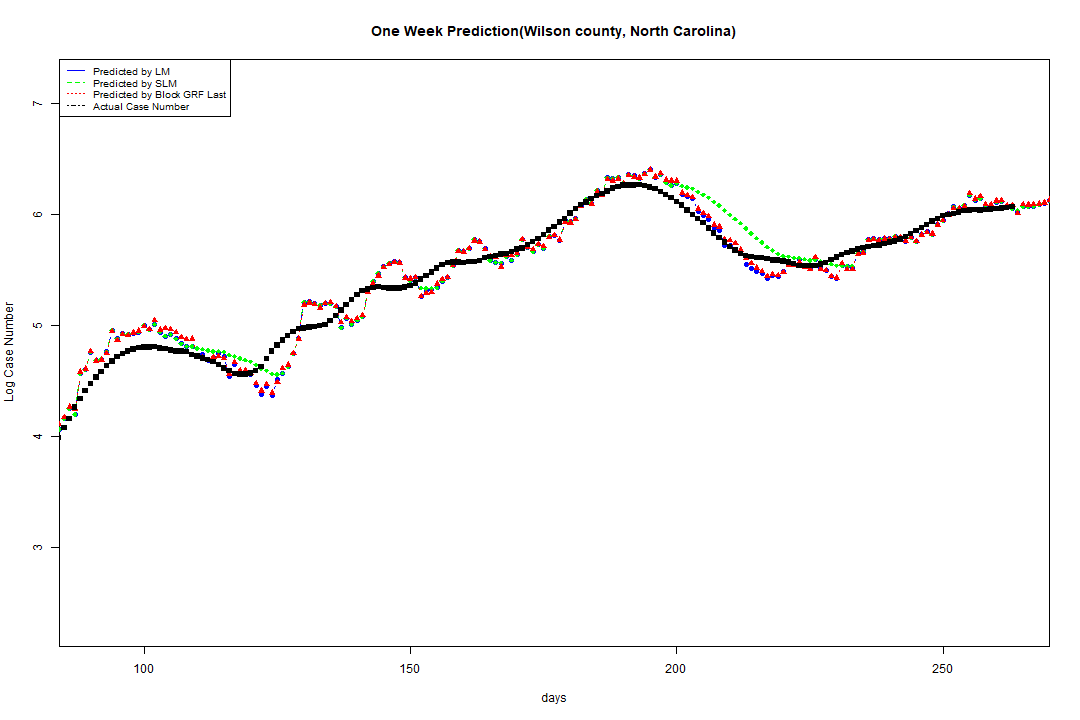 One Week Prediction(Wilson county, North Carolina)
Predicted by LM
Predicted by SLM
Predicted by Block GRF Last
Actual Case Number
Log Case Number
7
6
5
4
3
100 150 200 250
days